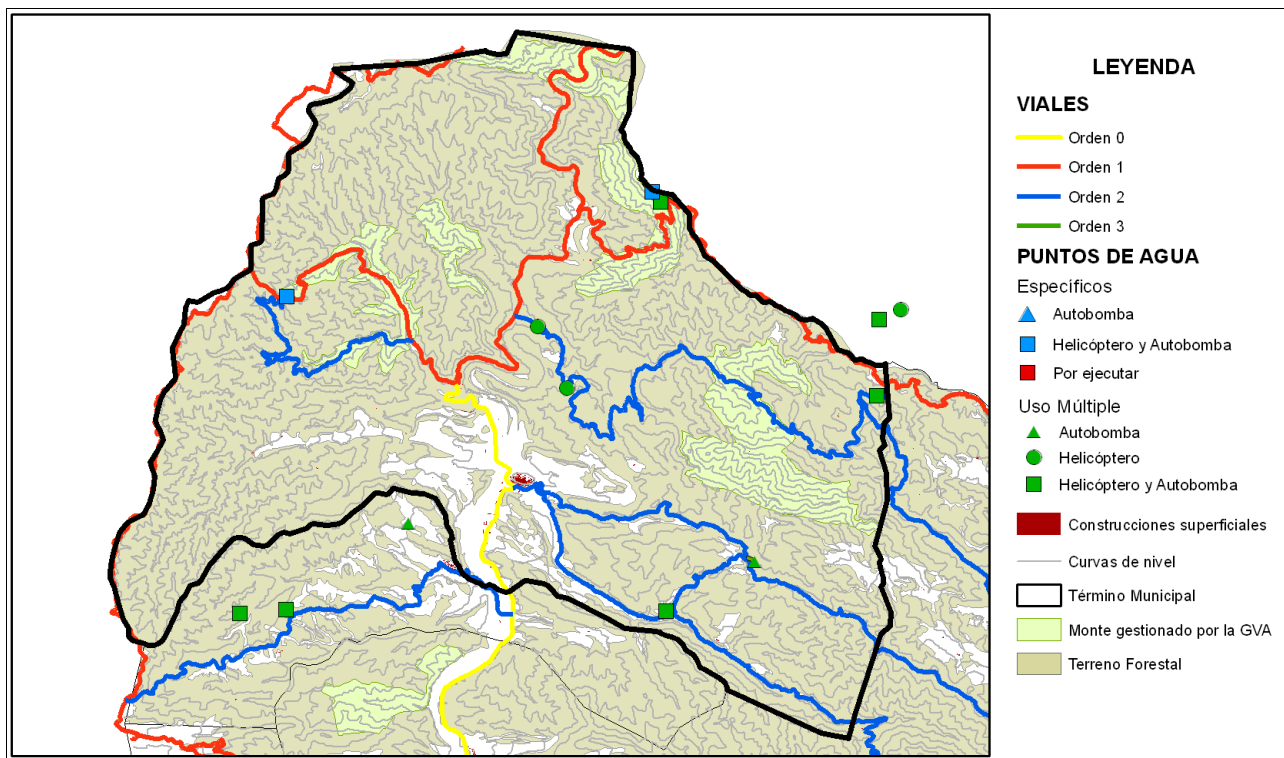 LEYENDA
VIALES
Orden 0
Orden 1
Orden 2
Orden 3
PUNTOS DE AGUA
Específicos
Autobomba
Helicóptero y Autobomba
Por ejecutar
Uso Múltiple
Autobomba
Helicóptero
Helicóptero y Autobomba
Construcciones superficiales
Curvas de nivel
Término Municipal
Monte gestionado por la GVA
Terreno Forestal